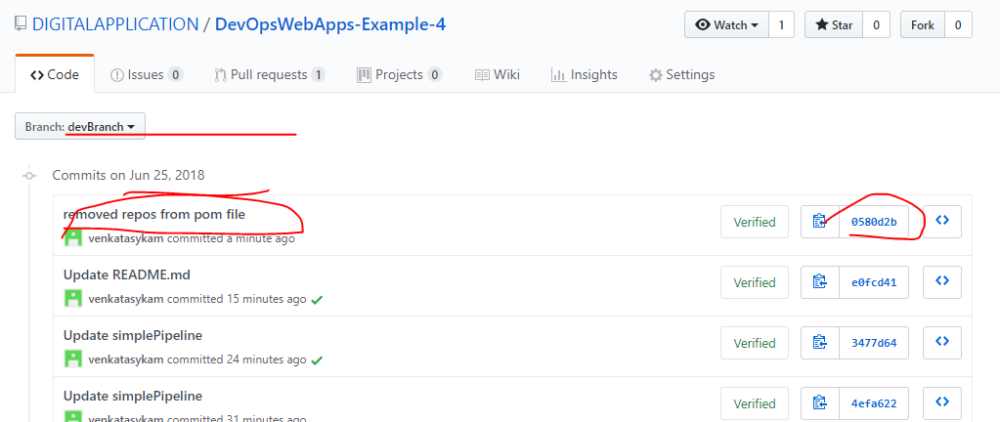 DIGITALAPPLICATION / DevOpsWebApps-Example-4
Watch 1 Star 0 Fork 0
Code Issues 0 Pull requests 1 Projects 0 Wiki Insights Settings
Branch: devBranch
Commits on Jun 25, 2018
removed repos from pom file
venkatasykam committed a minute ago
Verified 0580d2b
Update README.md
venkatasykam committed 15 minutes ago
Verified e0fcd41
Update simplePipeline
venkatasykam committed 24 minutes ago
Verified 3477d64
Update simplePipeline
venkatasykam committed 31 minutes ago
Verified 4efa622